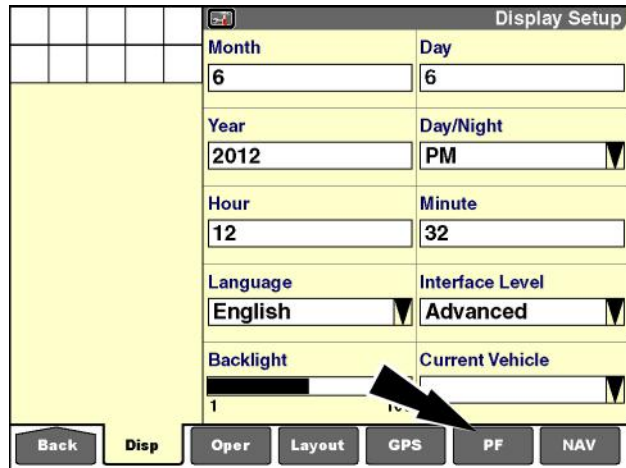 Display Setup
Month Day
6 6
Year Day/Night
2012 PM
Hour Minute
12 32
Language Interface Level
English Advanced
Backlight Current Vehicle
1
Back Disp Oper Layout GPS PF NAV